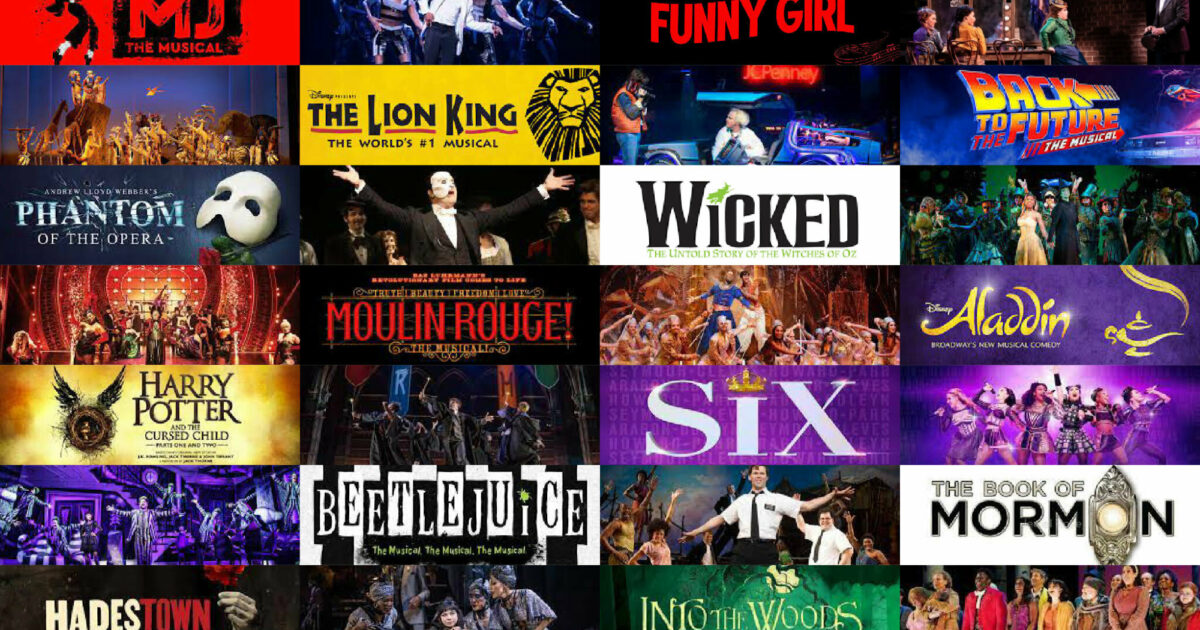 MJ
THE MUSICAL
FUNNY GIRL
Disney PRESENTS
THE LION KING
THE WORLD'S #1 MUSICAL
JCPenney
BACK
TO THE
FUTURE
THE MUSICAL
ANDREW LLOYD WEBBER'S
PHANTOM
OF THE OPERA
WICKED
THE UNTOLD STORY OF THE WITCHES OF OZ
BAZ LUHRMANN'S
REVOLUTIONARY FILM COMES TO LIFE
TRUTH BEAUTY FREEDOM LOVE
MOULIN ROUGE!
THE MUSICAL
Disney
Aladdin
BROADWAY'S NEW MUSICAL COMEDY
HARRY
POTTER
AND THE
CURSED CHILD
PARTS ONE AND TWO
R H
SIX
BEETLEJUICE
The Musical. The Musical. The Musical.
THE BOOK OF
MORMON
HADESTOWN
INTO THE WOODS